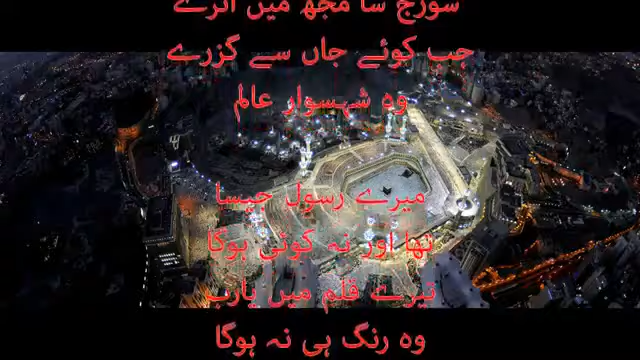 سورج سا مجھ میں اترے
جب کوئے جاں سے گزرے
وہ شہسوار عالم
میرے رسول جیسا
تھا اور نہ کوئی ہوگا
تیرے قلم میں یارب
وہ رنگ ہی نہ ہوگا